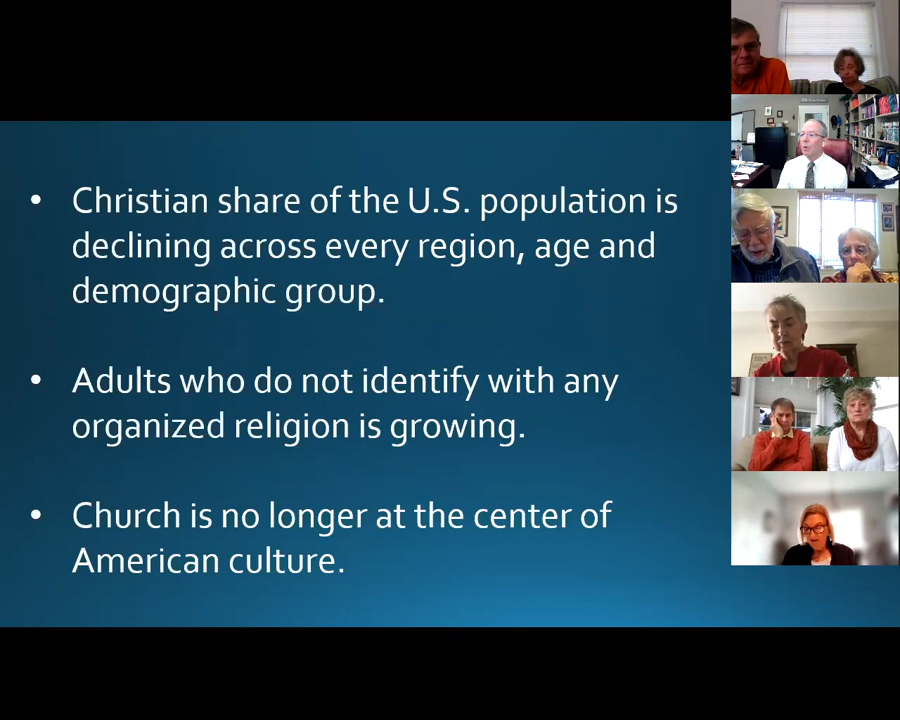 • Christian share of the U.S. population is
declining across every region, age and
demographic group.
• Adults who do not identify with any
organized religion is growing.
• Church is no longer at the center of
American culture.